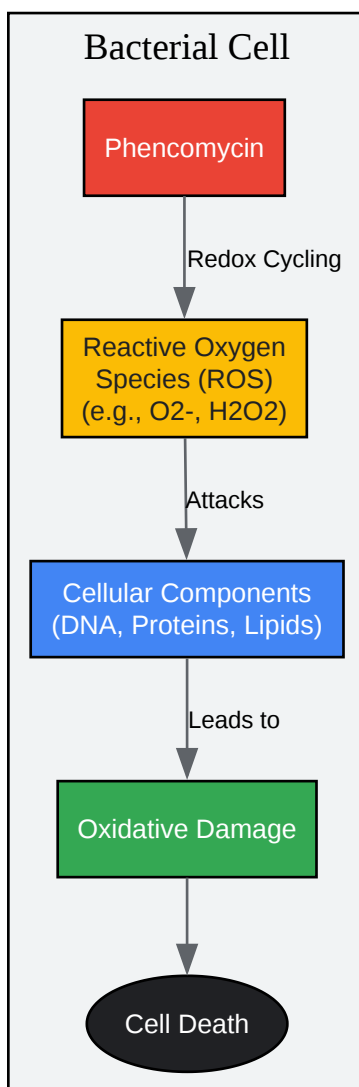 Bacterial Cell
Phencomycin
Redox Cycling
Reactive Oxygen
Species (ROS)
(e.g., O2-, H2O2)
Attacks
Cellular Components
(DNA, Proteins, Lipids)
Leads to
Oxidative Damage
Cell Death